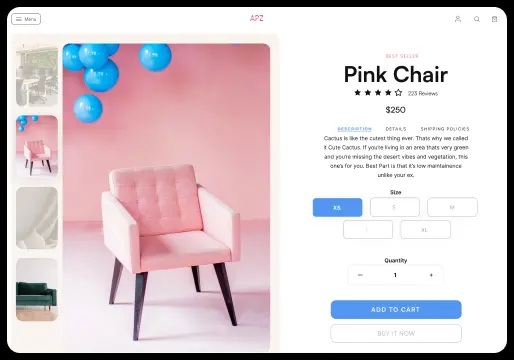 Menu
APZ
BEST SELLER
Pink Chair
223 Reviews
$250
DESCRIPTION DETAILS SHIPPING POLICIES
Cactus is like the cutest thing ever. Thats why we called
it Cute Cactus. If you're living in an area thats very green
and you're missing the desert vibes and vegetation, this
one's for you. Best Part is that it's low maintainence
unlike your ex.
Size
XS S M
L XL
Quantity
− 1 +
ADD TO CART
BUY IT NOW